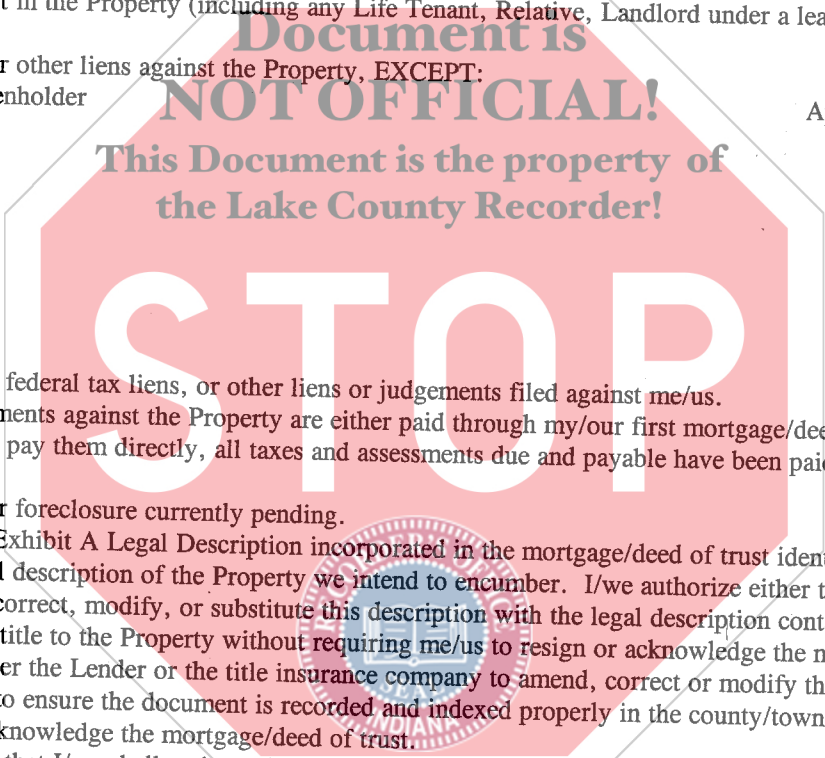 t in the Property (including any Life Tenant, Relative, Landlord under a lea
Document is
r other liens against the Property, EXCEPT:
enholder
A
NOT OFFICIAL!
This Document is the property of
the Lake County Recorder!
STOP
federal tax liens, or other liens or judgements filed against me/us.
ments against the Property are either paid through my/our first mortgage/dee
pay them directly, all taxes and assessments due and payable have been paid
r foreclosure currently pending.
Exhibit A Legal Description incorporated in the mortgage/deed of trust ident
l description of the Property we intend to encumber. I/we authorize either t
correct, modify, or substitute this description with the legal description cont
title to the Property without requiring me/us to resign or acknowledge the m
er the Lender or the title insurance company to amend, correct or modify th
to ensure the document is recorded and indexed properly in the county/town
knowledge the mortgage/deed of trust.
SEAL
INDIANA